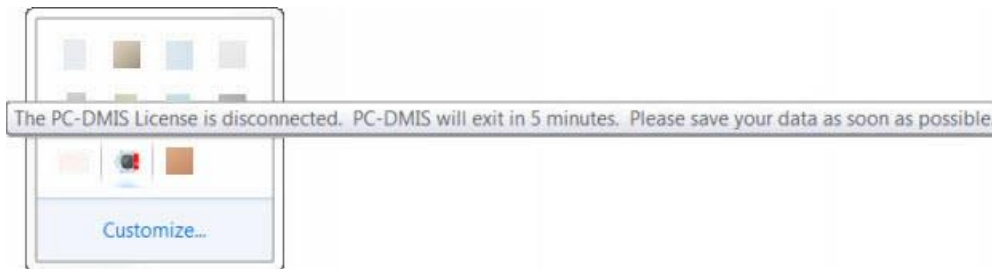 The PC-DMIS License is disconnected. PC-DMIS will exit in 5 minutes. Please save your data as soon as possible
Customize...